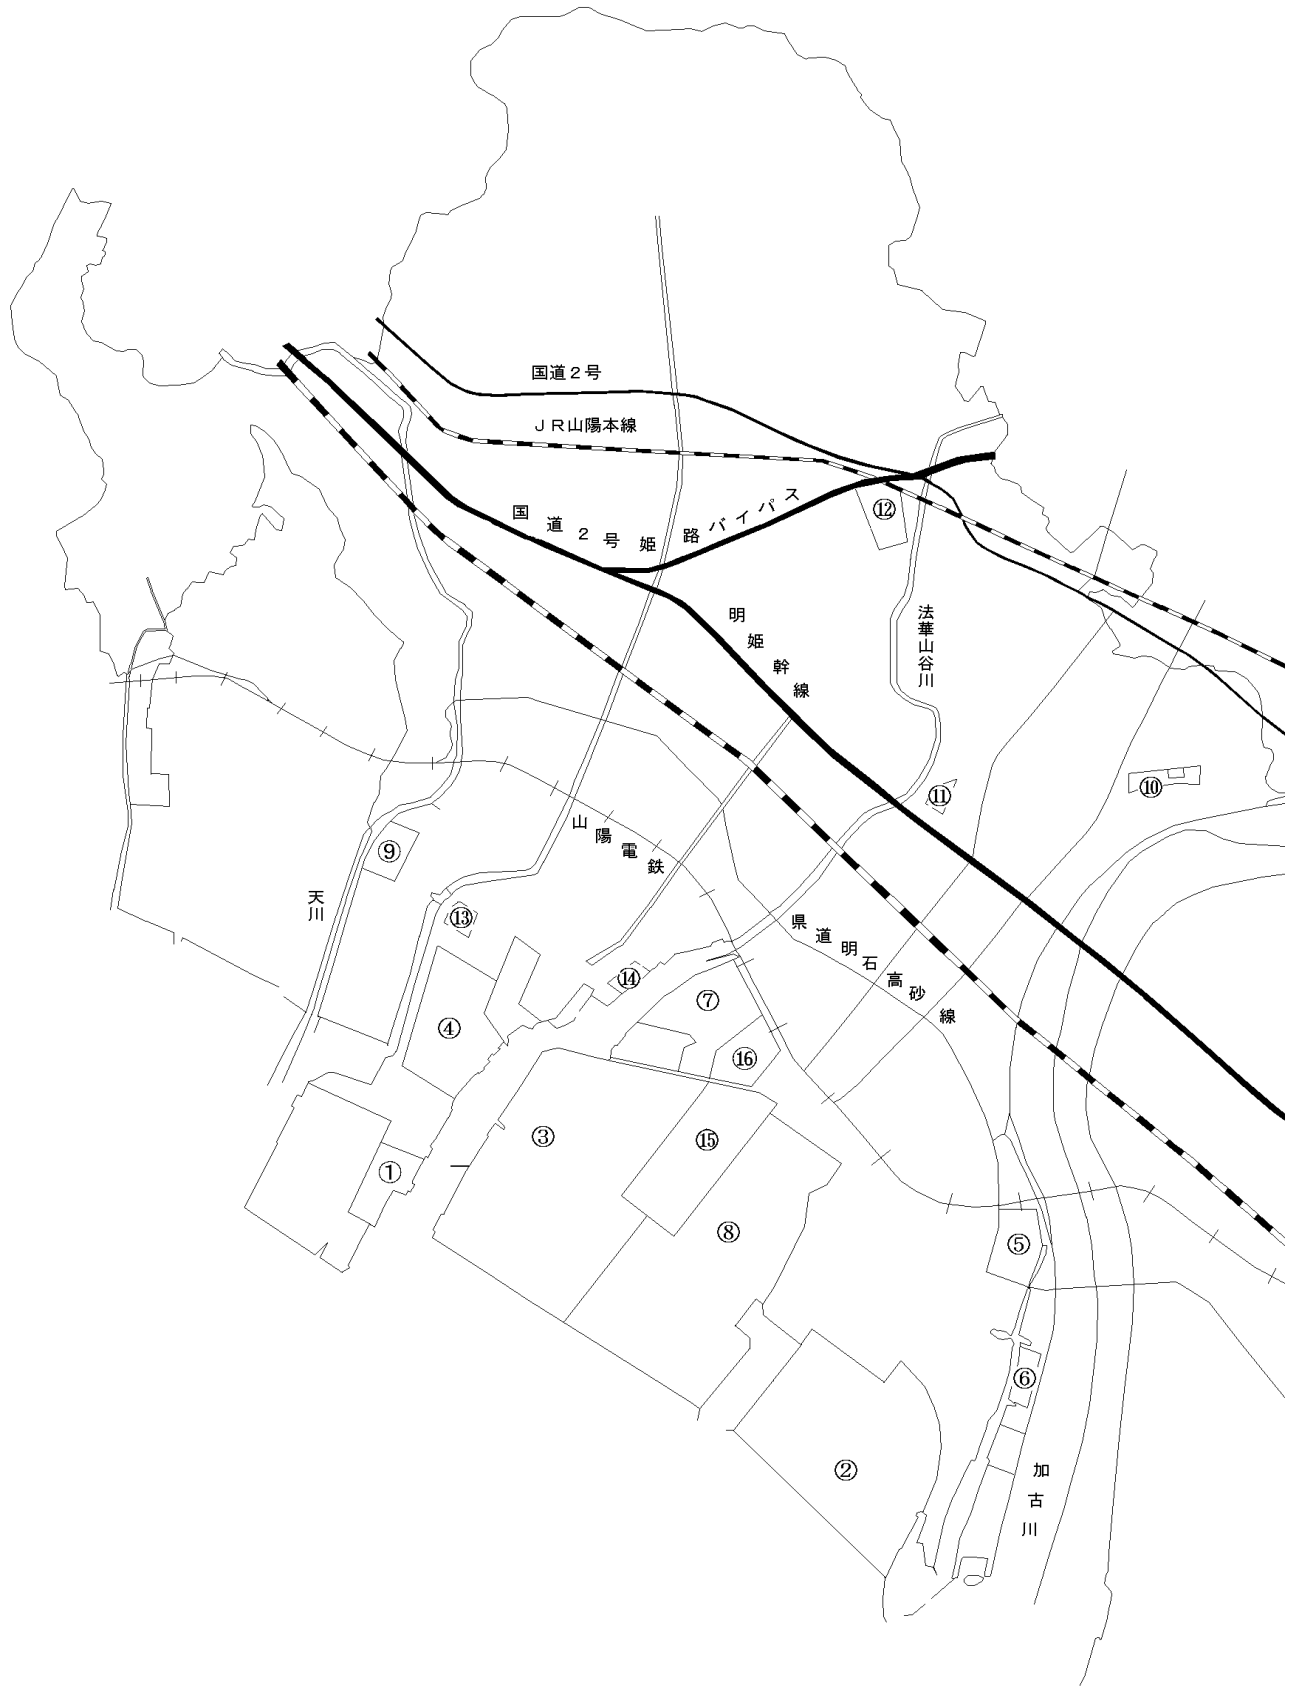 国道２号
ＪＲ山陽本線
国道２号姫路バイパス
⑫
明姫幹線
法華山谷川
⑩
⑪
山陽電鉄
⑨
天川
⑬
県道明石高砂線
⑭
⑦
④
⑯
③
⑮
①
⑧
⑤
⑥
②
加古川